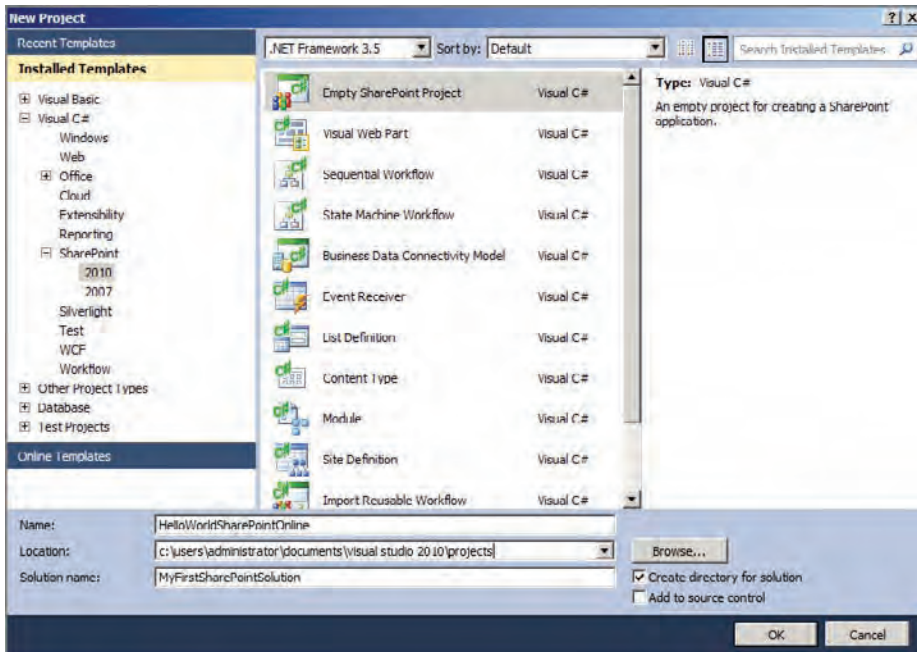 New Project
Recent Templates
Installed Templates
Visual Basic
Visual C#
Windows
Web
Office
Cloud
Extensibility
Reporting
SharePoint
2010
2007
Silverlight
Test
WCF
Workflow
Other Project Types
Database
Test Projects
Online Templates
.NET Framework 3.5
Sort by: Default
Search Installed Templates
Empty SharePoint Project Visual C#
Visual Web Part Visual C#
Sequential Workflow Visual C#
State Machine Workflow Visual C#
Business Data Connectivity Model Visual C#
Event Receiver Visual C#
List Definition Visual C#
Content Type Visual C#
Module Visual C#
Site Definition Visual C#
Import Reusable Workflow Visual C#
Type: Visual C#
An empty project for creating a SharePoint
application.
Name: HelloWorldSharePointOnline
Location: c:\users\administrator\documents\visual studio 2010\projects
Browse...
Solution name: MyFirstSharePointSolution
Create directory for solution
Add to source control
OK
Cancel